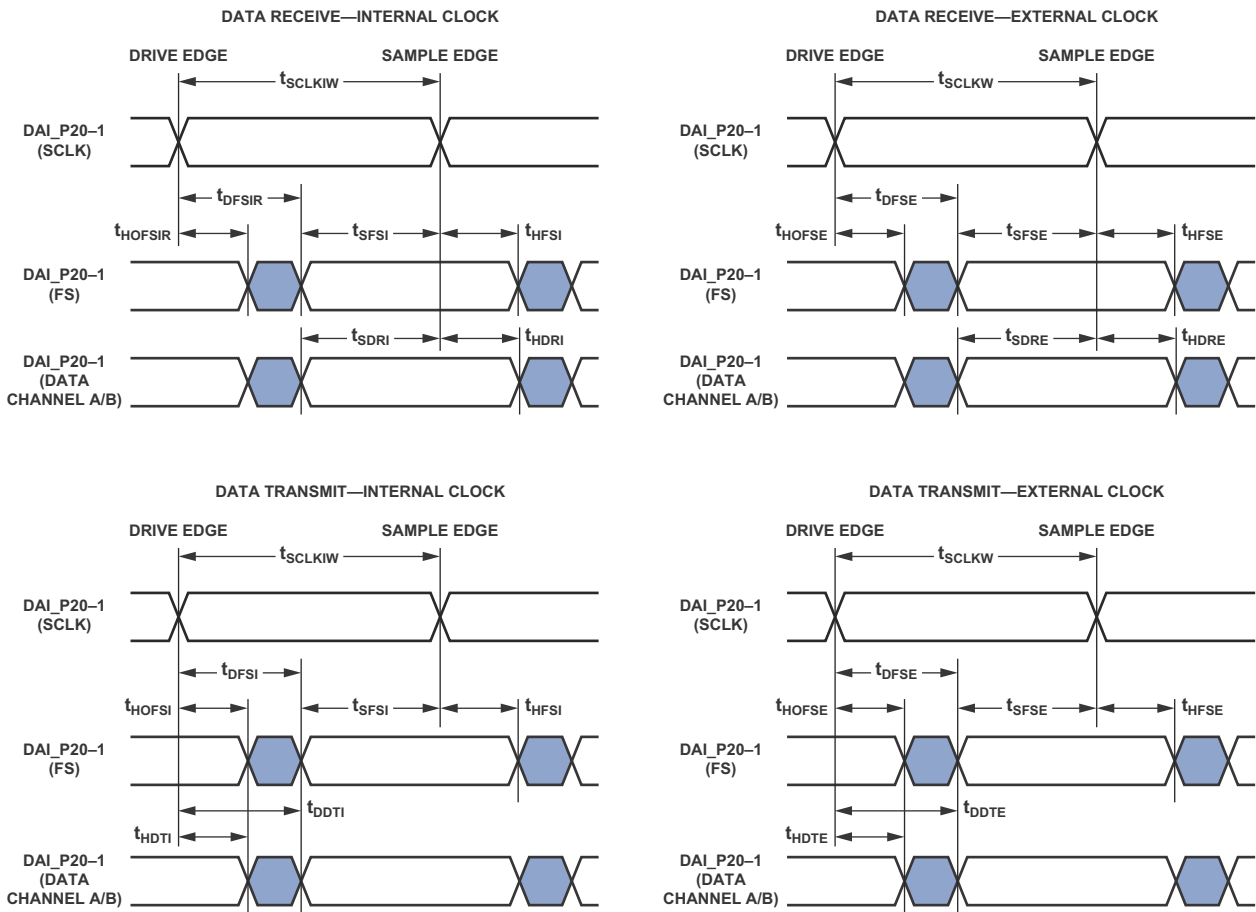 DATA RECEIVE—INTERNAL CLOCK
DRIVE EDGE
SAMPLE EDGE
tSCLKIW
DAI_P20–1
(SCLK)
tDFSIR
tHOFSIR
tSFSI
tHFSI
DAI_P20–1
(FS)
tSDRI
tHDRI
DAI_P20–1
(DATA
CHANNEL A/B)
DATA RECEIVE—EXTERNAL CLOCK
DRIVE EDGE
SAMPLE EDGE
tSCLKW
DAI_P20–1
(SCLK)
tDFSE
tHOFSE
tSFSE
tHFSE
DAI_P20–1
(FS)
tSDRE
tHDRE
DAI_P20–1
(DATA
CHANNEL A/B)
DATA TRANSMIT—INTERNAL CLOCK
DRIVE EDGE
SAMPLE EDGE
tSCLKIW
DAI_P20–1
(SCLK)
tDFSI
tHOFSI
tSFSI
tHFSI
DAI_P20–1
(FS)
tDDTI
tHDTI
DAI_P20–1
(DATA
CHANNEL A/B)
DATA TRANSMIT—EXTERNAL CLOCK
DRIVE EDGE
SAMPLE EDGE
tSCLKW
DAI_P20–1
(SCLK)
tDFSE
tHOFSE
tSFSE
tHFSE
DAI_P20–1
(FS)
tDDTE
tHDTE
DAI_P20–1
(DATA
CHANNEL A/B)